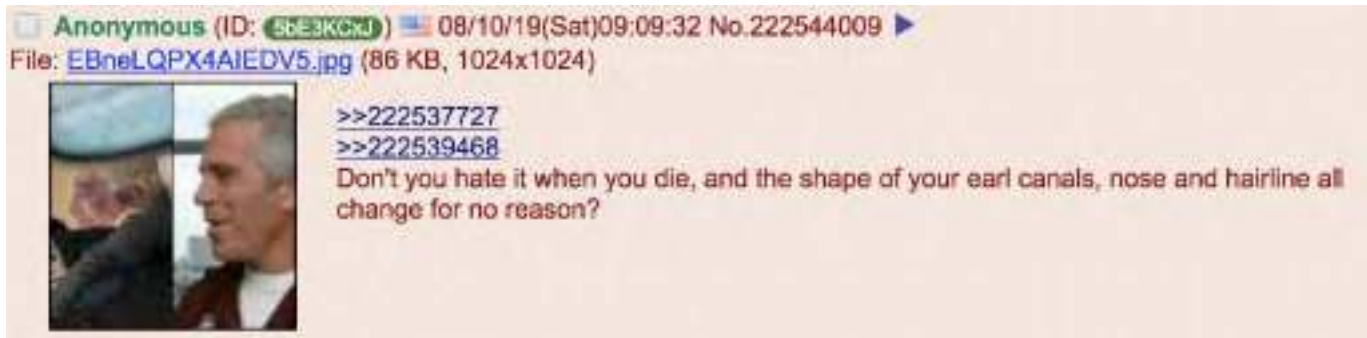 Anonymous (ID: 5bE3KCxJ) 08/10/19(Sat)09:09:32 No.222544009
File: EBneLQPX4AIEDV5.jpg (86 KB, 1024x1024)
>>222537727
>>222539468
Don't you hate it when you die, and the shape of your earl canals, nose and hairline all
change for no reason?